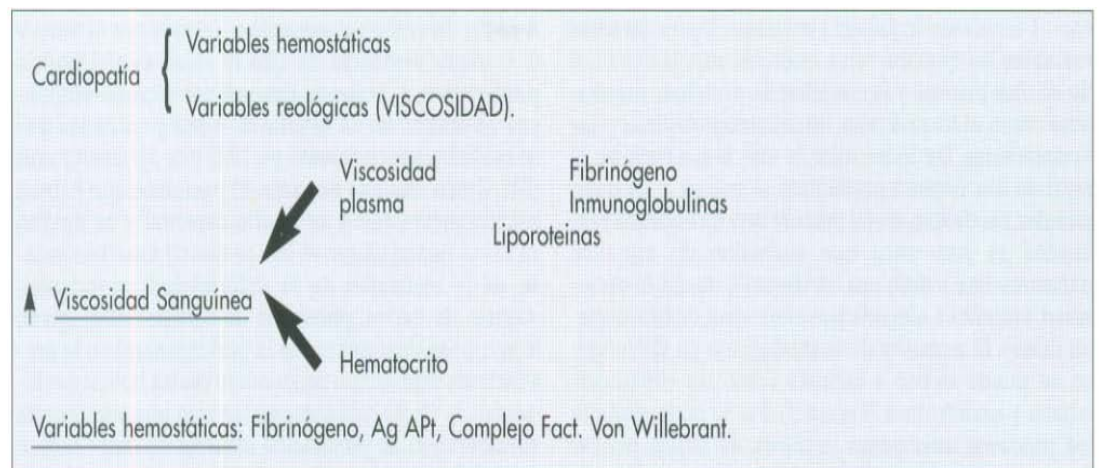 Variables hemostáticas
Cardiopatía
Variables reológicas (VISCOSIDAD).
Viscosidad
plasma
Fibrinógeno
Inmunoglobulinas
Liporoteinas
Viscosidad Sanguínea
Hematocrito
Variables hemostáticas: Fibrinógeno, Ag APt, Complejo Fact. Von Willebrant.